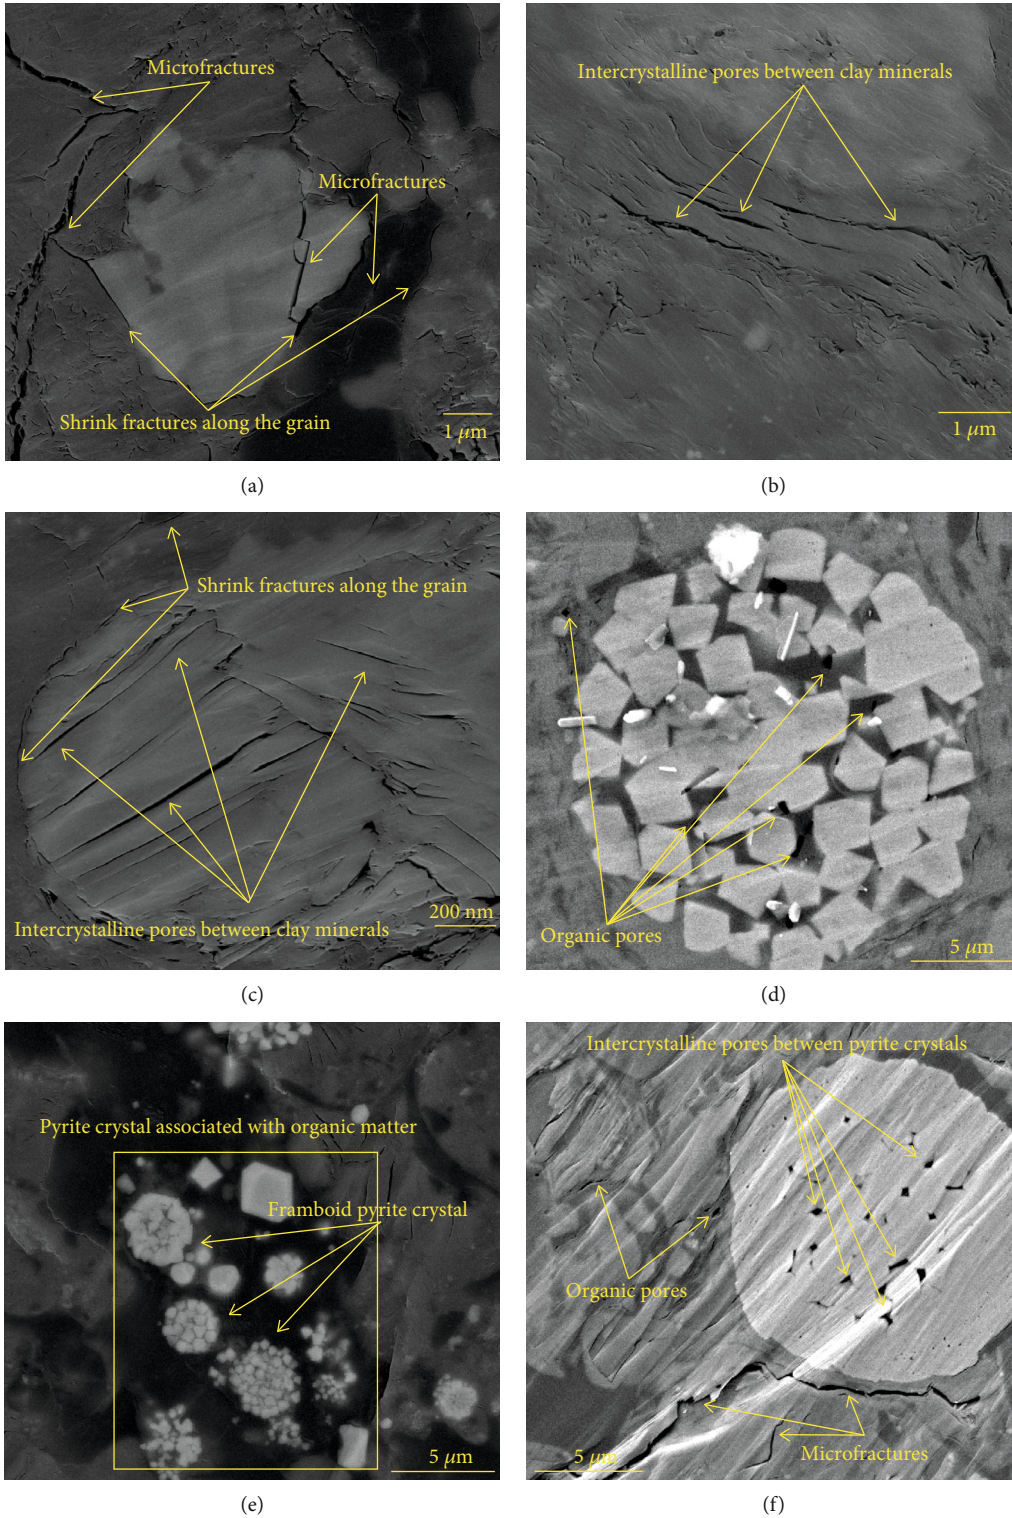 Microfractures
Microfractures
Shrink fractures along the grain
1 μm
(a)
Intercrystalline pores between clay minerals
1 μm
(b)
Shrink fractures along the grain
Intercrystalline pores between clay minerals
200 nm
(c)
Organic pores
5 μm
(d)
Pyrite crystal associated with organic matter
Framboid pyrite crystal
5 μm
(e)
Intercrystalline pores between pyrite crystals
Organic pores
Microfractures
5 μm
(f)